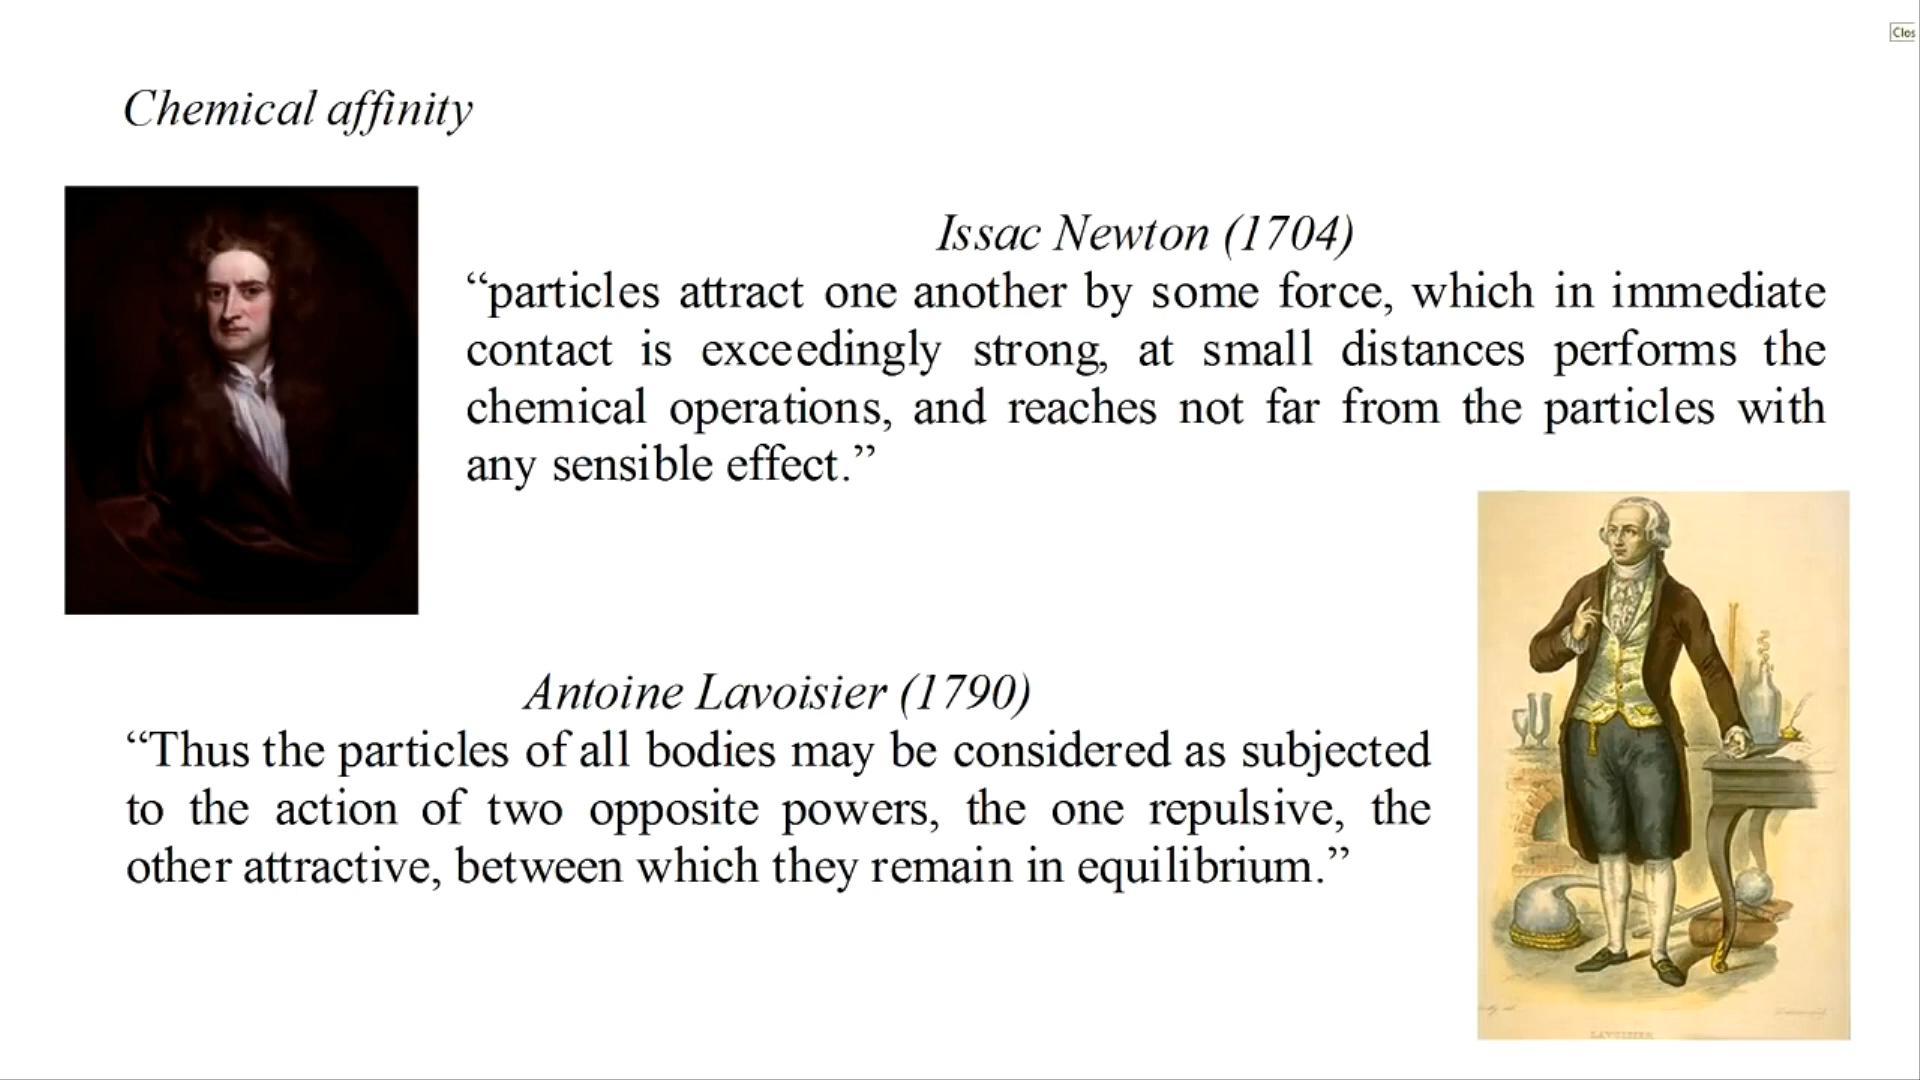 Clos
Chemical affinity
Issac Newton (1704)
“particles attract one another by some force, which in immediate
contact is exceedingly strong, at small distances performs the
chemical operations, and reaches not far from the particles with
any sensible effect.”
Antoine Lavoisier (1790)
“Thus the particles of all bodies may be considered as subjected
to the action of two opposite powers, the one repulsive, the
other attractive, between which they remain in equilibrium.”
LAVOISIER